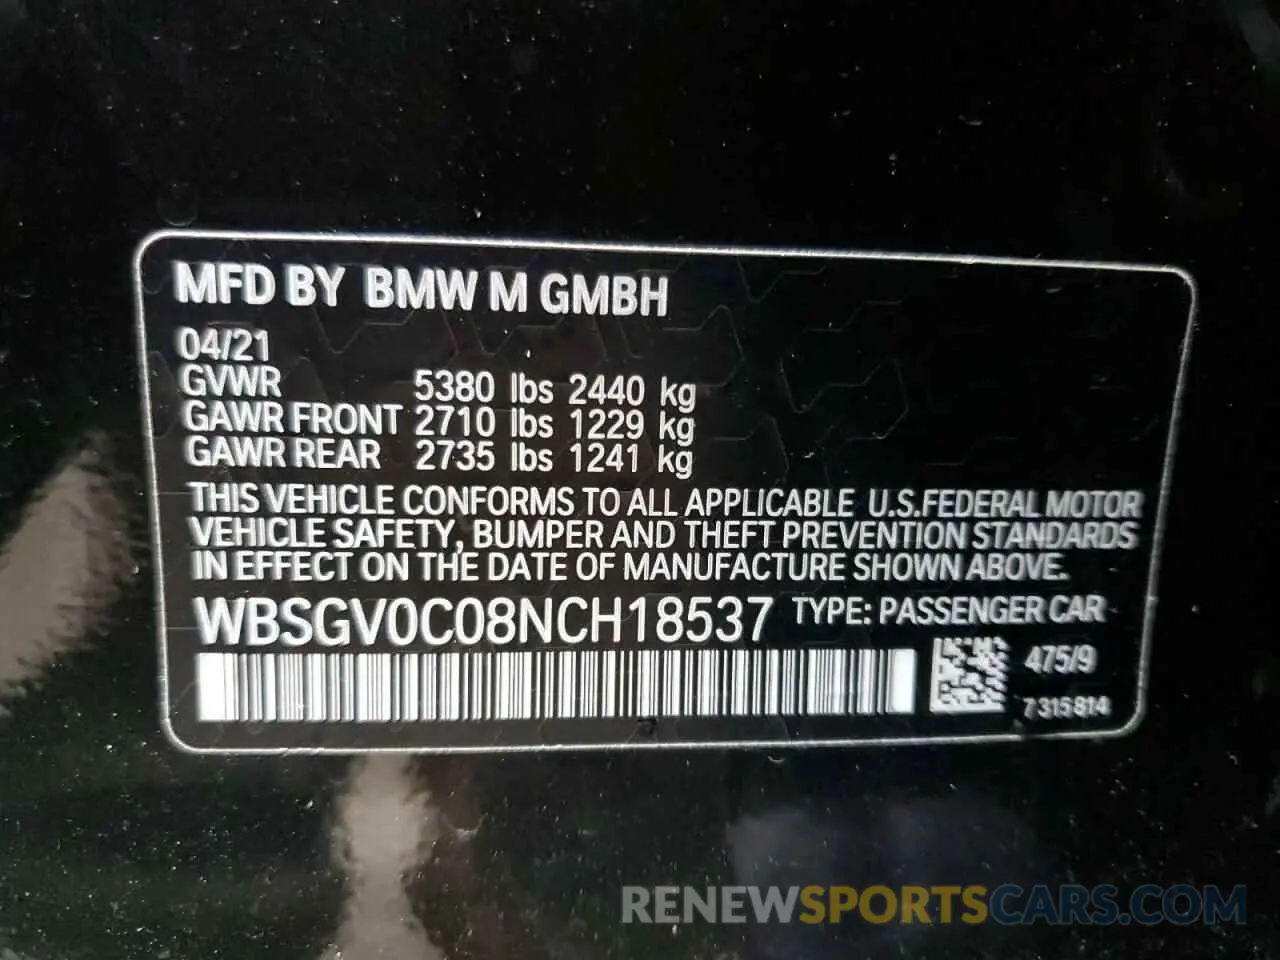 MFD BY BMW M GMBH
04/21
GVWR 5380 lbs 2440 kg
GAWR FRONT 2710 lbs 1229 kg
GAWR REAR 2735 lbs 1241 kg
THIS VEHICLE CONFORMS TO ALL APPLICABLE U.S.FEDERAL MOTOR
VEHICLE SAFETY, BUMPER AND THEFT PREVENTION STANDARDS
IN EFFECT ON THE DATE OF MANUFACTURE SHOWN ABOVE.
WBSGV0C08NCH18537 TYPE: PASSENGER CAR
475/9
7315814
RENEWSPORTSCARS.COM